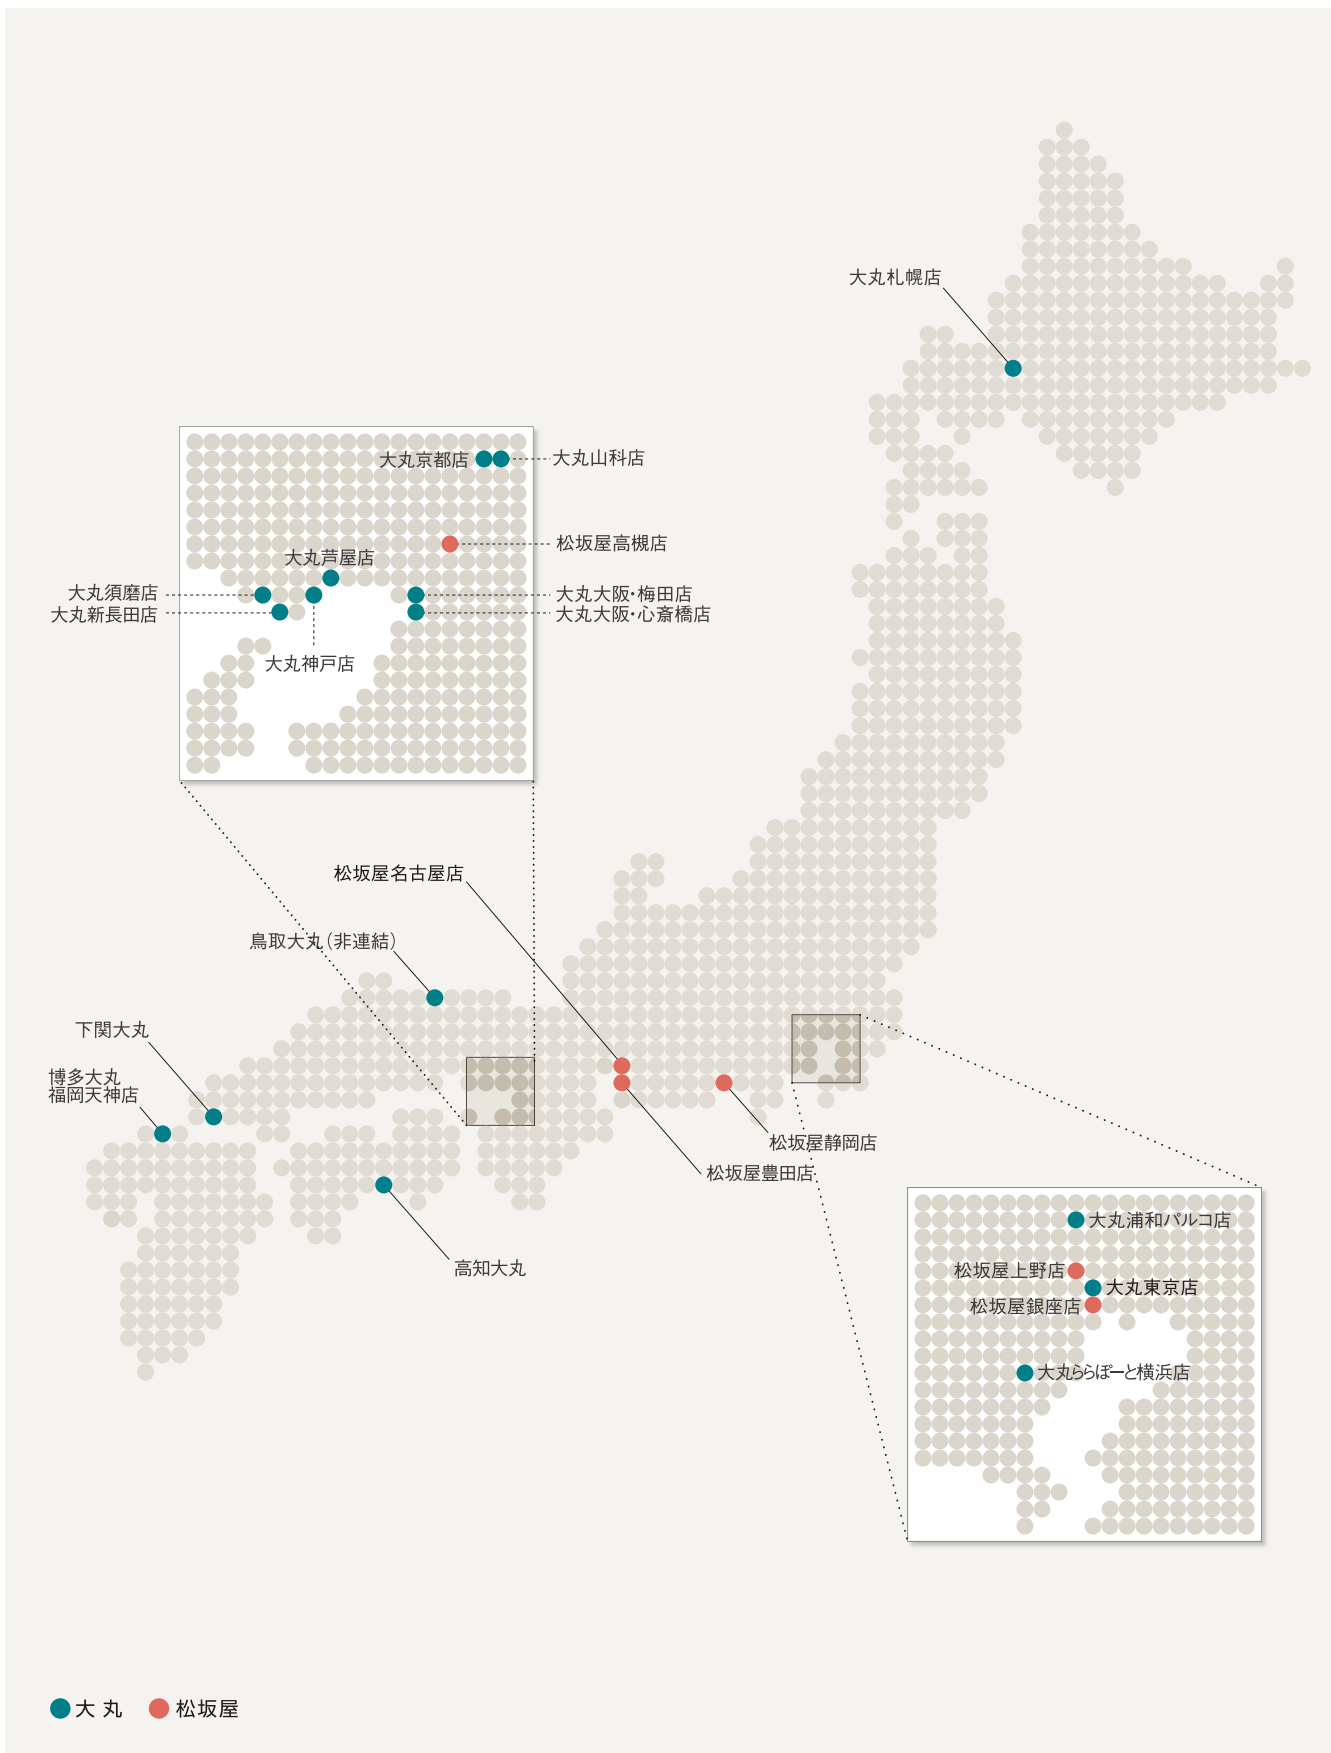 大丸札幌店
大丸京都店
大丸山科店
松坂屋高槻店
大丸芦屋店
大丸須磨店
大丸新長田店
大丸大阪・梅田店
大丸大阪・心斎橋店
大丸神戸店
松坂屋名古屋店
鳥取大丸（非連結）
下関大丸
博多大丸
福岡天神店
松坂屋静岡店
松坂屋豊田店
高知大丸
大丸浦和パルコ店
松坂屋上野店
大丸東京店
松坂屋銀座店
大丸ららぽーと横浜店
大 丸
松坂屋